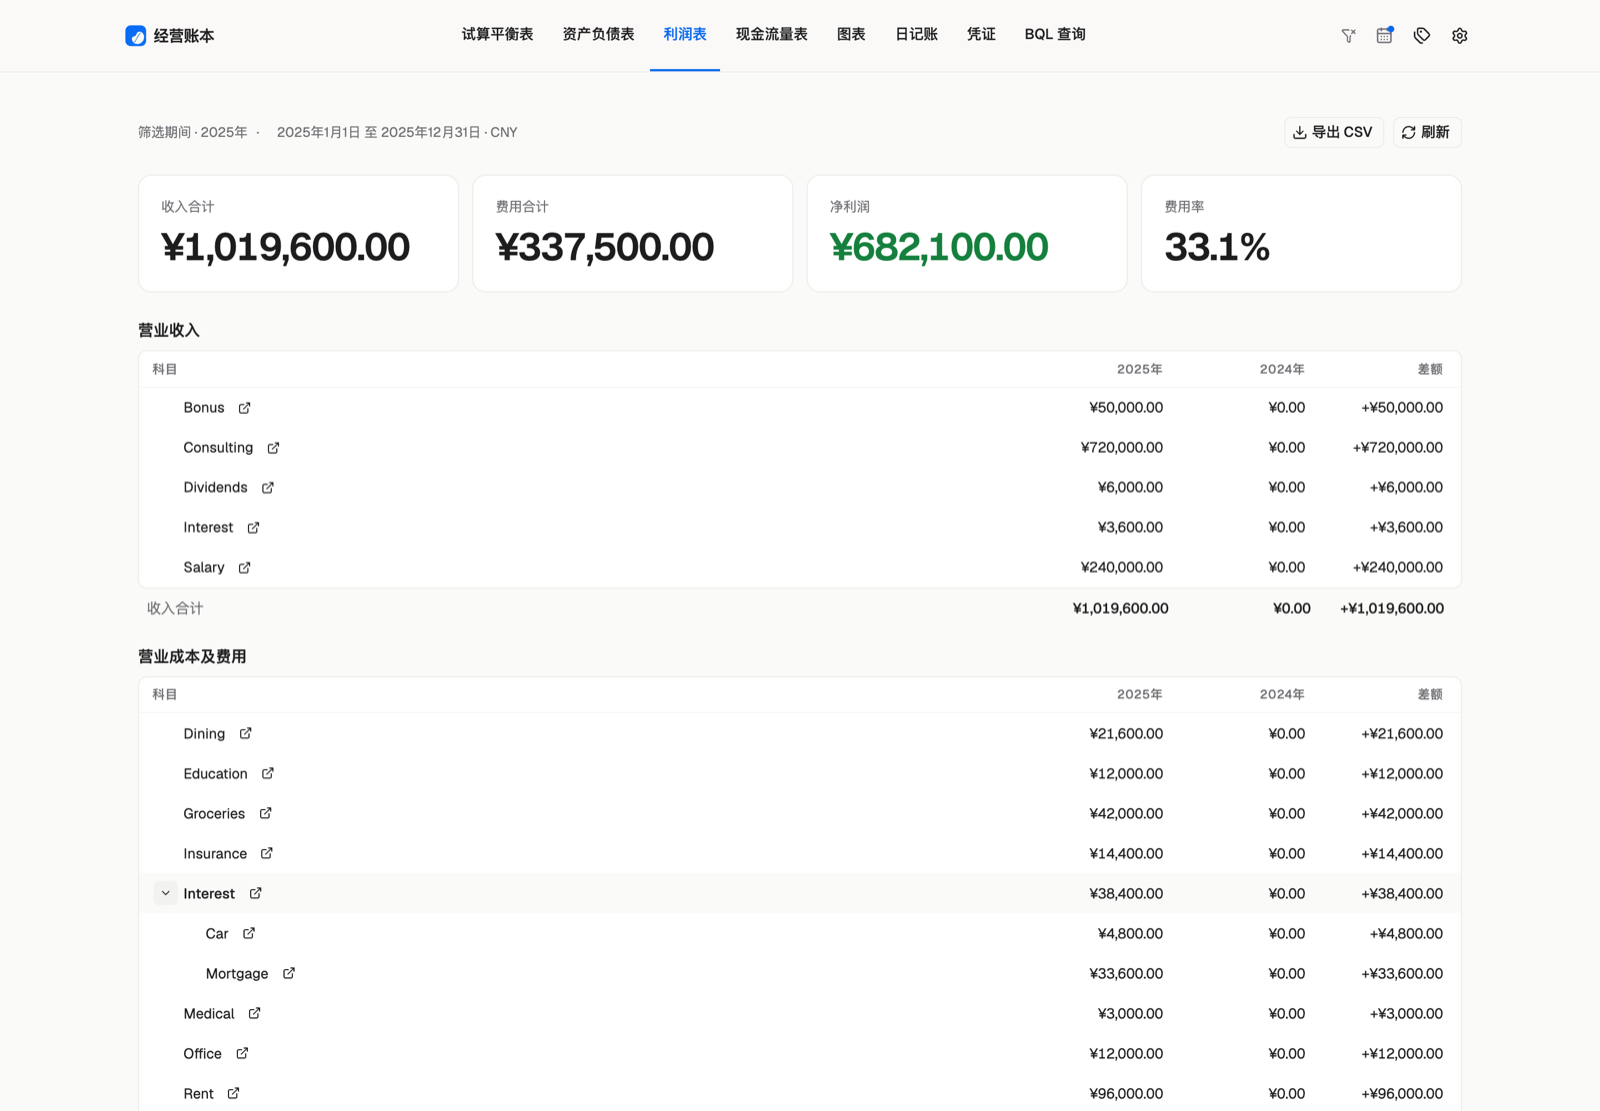 经营账本
试算平衡表 资产负债表 利润表 现金流量表 图表 日记账 凭证 BQL 查询
筛选期间 · 2025年 · 2025年1月1日 至 2025年12月31日 · CNY
导出 CSV 刷新
收入合计 费用合计 净利润 费用率
¥1,019,600.00 ¥337,500.00 ¥682,100.00 33.1%
营业收入
科目 2025年 2024年 差额
Bonus ¥50,000.00 ¥0.00 +¥50,000.00
Consulting ¥720,000.00 ¥0.00 +¥720,000.00
Dividends ¥6,000.00 ¥0.00 +¥6,000.00
Interest ¥3,600.00 ¥0.00 +¥3,600.00
Salary ¥240,000.00 ¥0.00 +¥240,000.00
收入合计 ¥1,019,600.00 ¥0.00 +¥1,019,600.00
营业成本及费用
科目 2025年 2024年 差额
Dining ¥21,600.00 ¥0.00 +¥21,600.00
Education ¥12,000.00 ¥0.00 +¥12,000.00
Groceries ¥42,000.00 ¥0.00 +¥42,000.00
Insurance ¥14,400.00 ¥0.00 +¥14,400.00
Interest ¥38,400.00 ¥0.00 +¥38,400.00
Car ¥4,800.00 ¥0.00 +¥4,800.00
Mortgage ¥33,600.00 ¥0.00 +¥33,600.00
Medical ¥3,000.00 ¥0.00 +¥3,000.00
Office ¥12,000.00 ¥0.00 +¥12,000.00
Rent ¥96,000.00 ¥0.00 +¥96,000.00